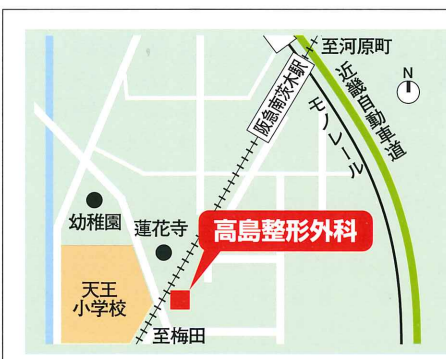 至河原町
近畿自動車道
N
阪急南茨木駅
モノレール
幼稚園
蓮花寺
高島整形外科
天王
小学校
至梅田